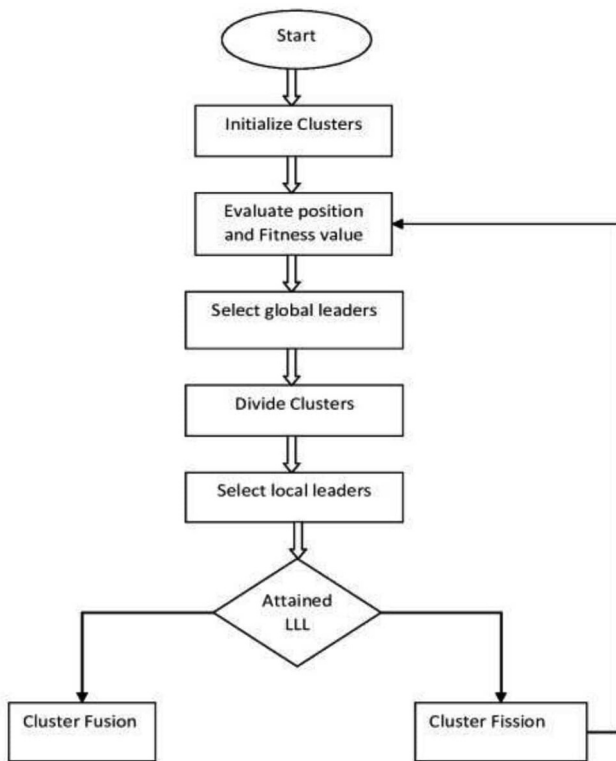 Start
Initialize Clusters
Evaluate position
and Fitness value
Select global leaders
Divide Clusters
Select local leaders
Attained
LLL
Cluster Fusion
Cluster Fission